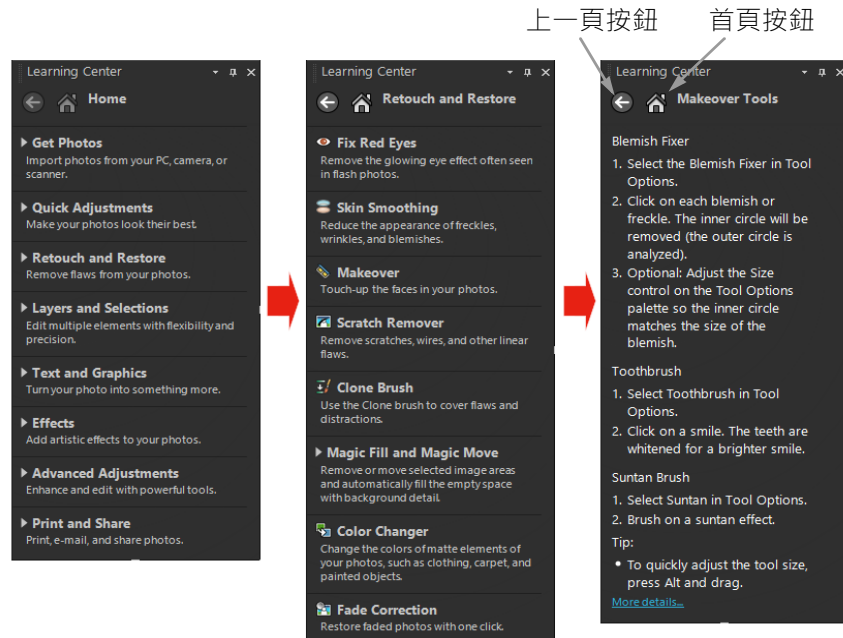 上一頁按鈕
首頁按鈕
Learning Center
Home
Get Photos
Import photos from your PC, camera, or
scanner.
Quick Adjustments
Make your photos look their best.
Retouch and Restore
Remove flaws from your photos.
Layers and Selections
Edit multiple elements with flexibility and
precision.
Text and Graphics
Turn your photo into something more.
Effects
Add artistic effects to your photos.
Advanced Adjustments
Enhance and edit with powerful tools.
Print and Share
Print, e-mail, and share photos.
Learning Center
Retouch and Restore
Fix Red Eyes
Remove the glowing eye effect often seen
in flash photos.
Skin Smoothing
Reduce the appearance of freckles,
wrinkles, and blemishes.
Makeover
Touch-up the faces in your photos.
Scratch Remover
Remove scratches, wires, and other linear
flaws.
Clone Brush
Use the Clone brush to cover flaws and
distractions.
Magic Fill and Magic Move
Remove or move selected image areas
and automatically fill the empty space
with background detail.
Color Changer
Change the colors of matte elements of
your photos, such as clothing, carpet, and
painted objects.
Fade Correction
Restore faded photos with one click.
Learning Center
Makeover Tools
Blemish Fixer
1. Select the Blemish Fixer in Tool
Options.
2. Click on each blemish or
freckle. The inner circle will be
removed (the outer circle is
analyzed).
3. Optional: Adjust the Size
control on the Tool Options
palette so the inner circle
matches the size of the
blemish.
Toothbrush
1. Select Toothbrush in Tool
Options.
2. Click on a smile. The teeth are
whitened for a brighter smile.
Suntan Brush
1. Select Suntan in Tool Options.
2. Brush on a suntan effect.
Tip:
• To quickly adjust the tool size,
press Alt and drag.
More details...